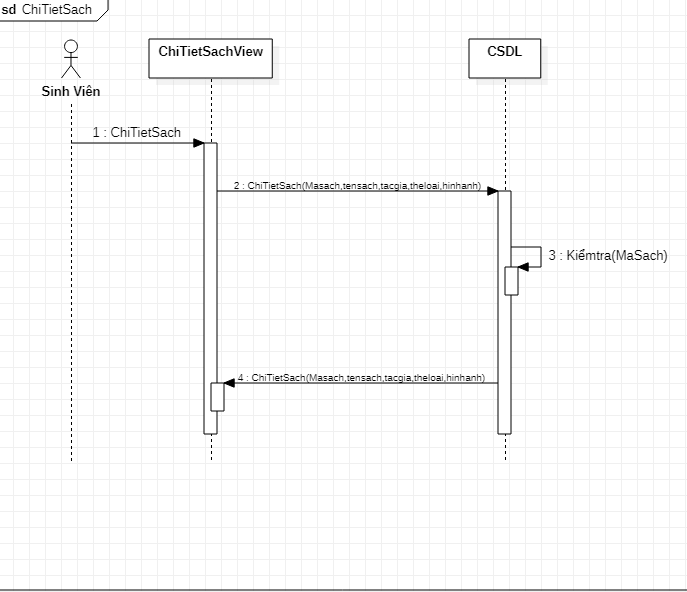 sd ChiTietSach
ChiTietSachView
CSDL
Sinh Viên
1 : ChiTietSach
2 : ChiTietSach(Masach,tensach,tacgia,theloai,hinhanh)
3 : Kiểmtra(MaSach)
4 : ChiTietSach(Masach,tensach,tacgia,theloai,hinhanh)